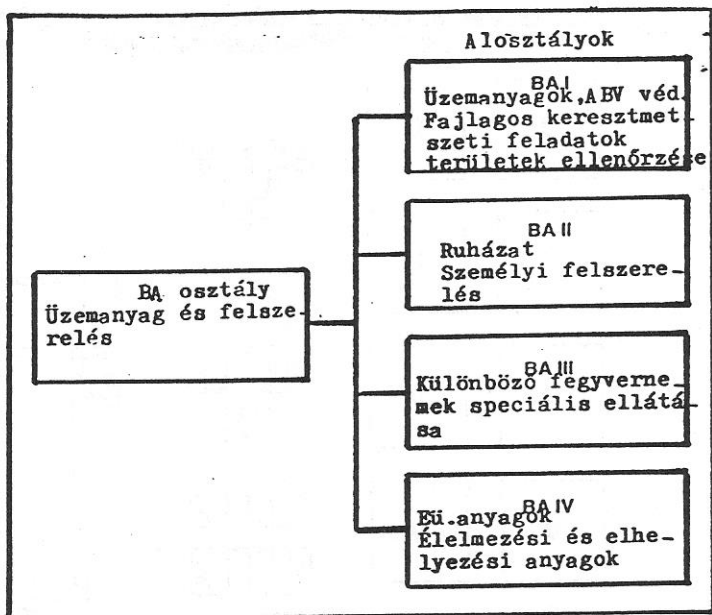 Alosztályok
BA I
Üzemanyagok,ABV véd.
Fajlagos keresztmet
szeti feladatok
területek ellenőrzése
BA II
Ruházat
Személyi felszere-
lés
BA osztály
Üzemanyag és felsze-
relés
BA III
Különböző fegyverne-
mek speciális ellátá-
sa
BA IV
Eü.anyagok
Élelmezési és elhe-
lyezési anyagok